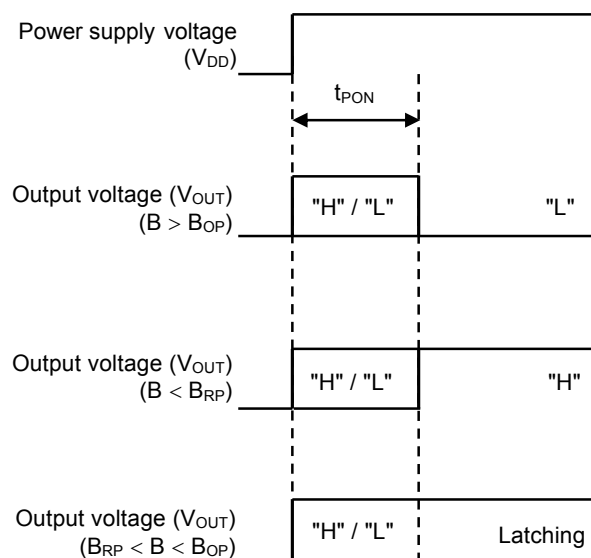 Power supply voltage
(VDD)
tPON
Output voltage (VOUT)
(B > BOP)
"H" / "L"
"L"
Output voltage (VOUT)
(B < BRP)
"H" / "L"
"H"
Output voltage (VOUT)
(BRP < B < BOP)
"H" / "L"
Latching